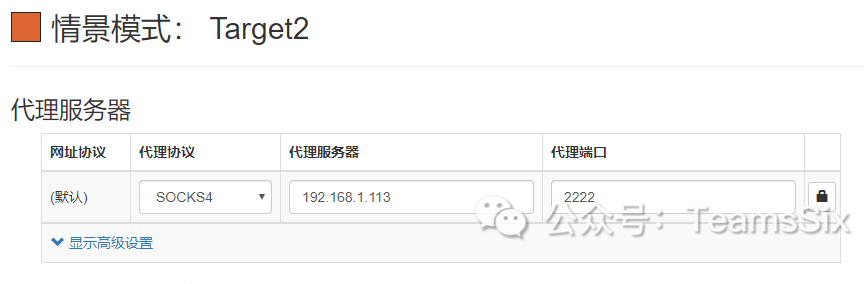 情景模式： Target2
代理服务器
网址协议 代理协议 代理服务器 代理端口
(默认) SOCKS4 192.168.1.113 2222
显示高级设置
公众号：TeamsSix